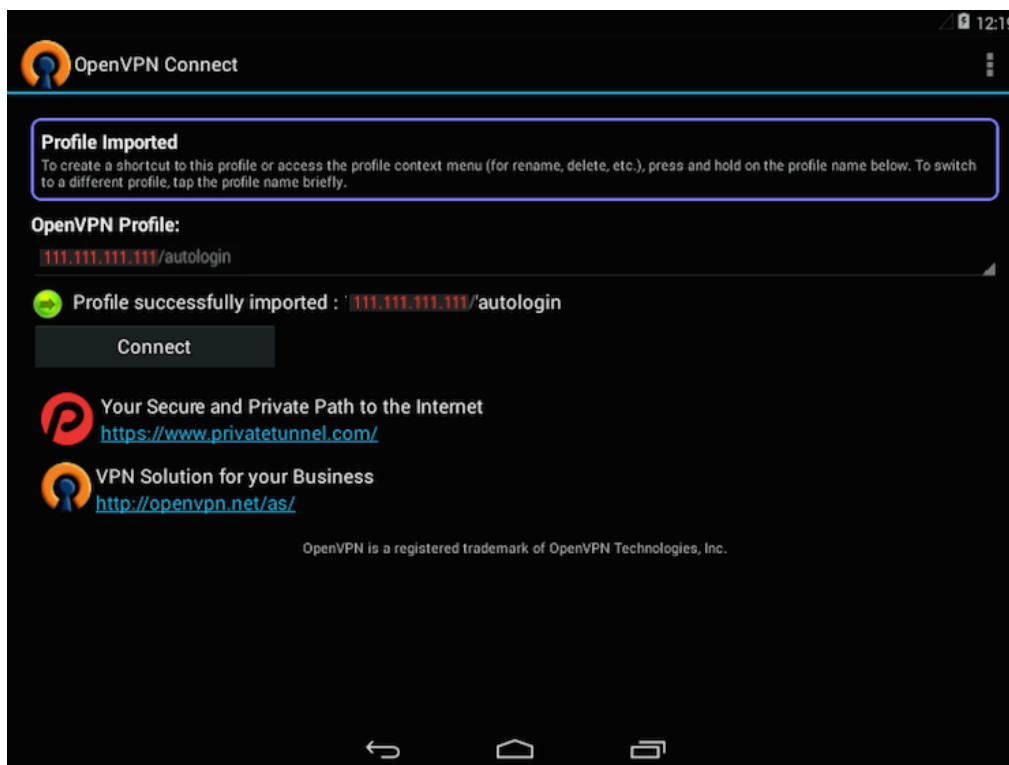 12:19
OpenVPN Connect
Profile Imported
To create a shortcut to this profile or access the profile context menu (for rename, delete, etc.), press and hold on the profile name below. To switch
to a different profile, tap the profile name briefly.
OpenVPN Profile:
111.111.111.111/autologin
Profile successfully imported : '111.111.111.111/'autologin
Connect
Your Secure and Private Path to the Internet
https://www.privatetunnel.com/
VPN Solution for your Business
http://openvpn.net/as/
OpenVPN is a registered trademark of OpenVPN Technologies, Inc.